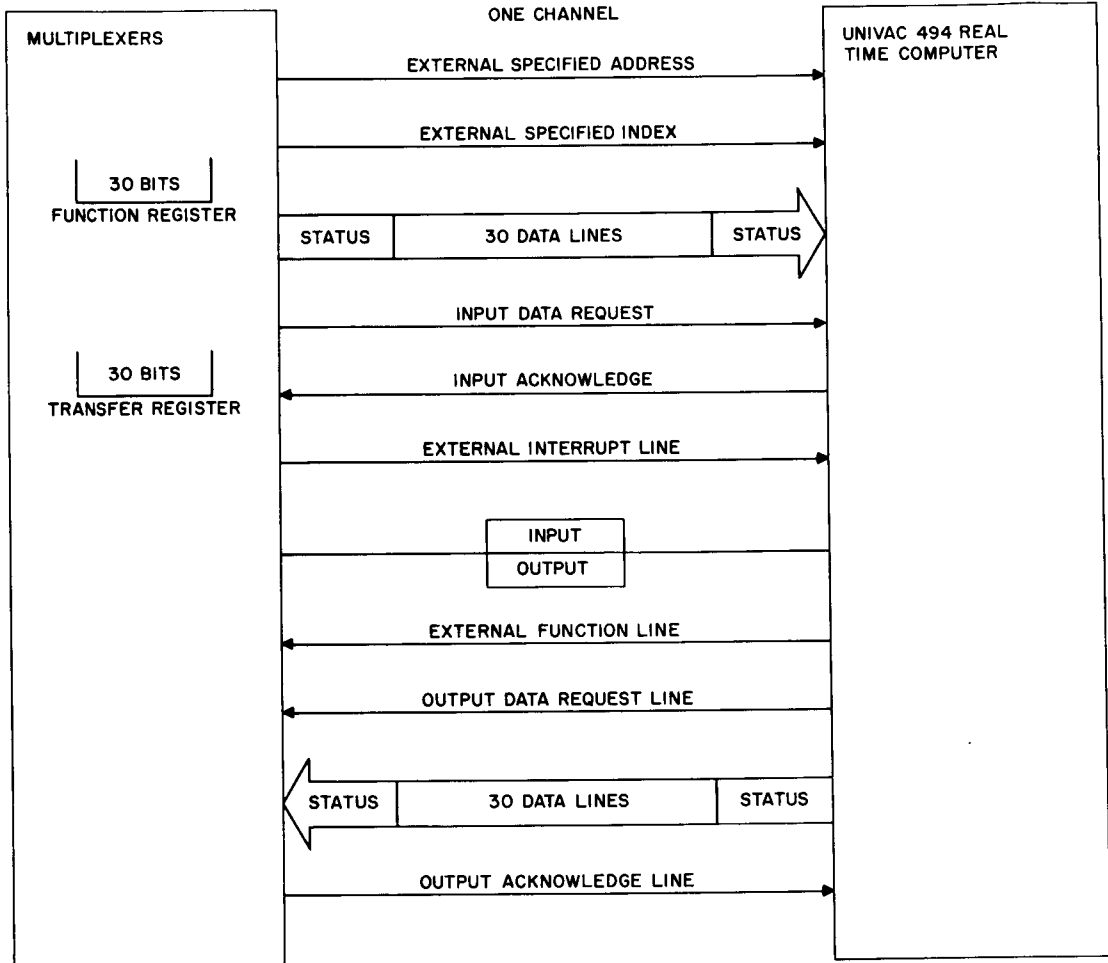 ONE CHANNEL
MULTIPLEXERS
UNIVAC 494 REAL
TIME COMPUTER
EXTERNAL SPECIFIED ADDRESS
EXTERNAL SPECIFIED INDEX
30 BITS
FUNCTION REGISTER
STATUS 30 DATA LINES STATUS
INPUT DATA REQUEST
30 BITS
TRANSFER REGISTER
INPUT ACKNOWLEDGE
EXTERNAL INTERRUPT LINE
INPUT
OUTPUT
EXTERNAL FUNCTION LINE
OUTPUT DATA REQUEST LINE
STATUS 30 DATA LINES STATUS
OUTPUT ACKNOWLEDGE LINE